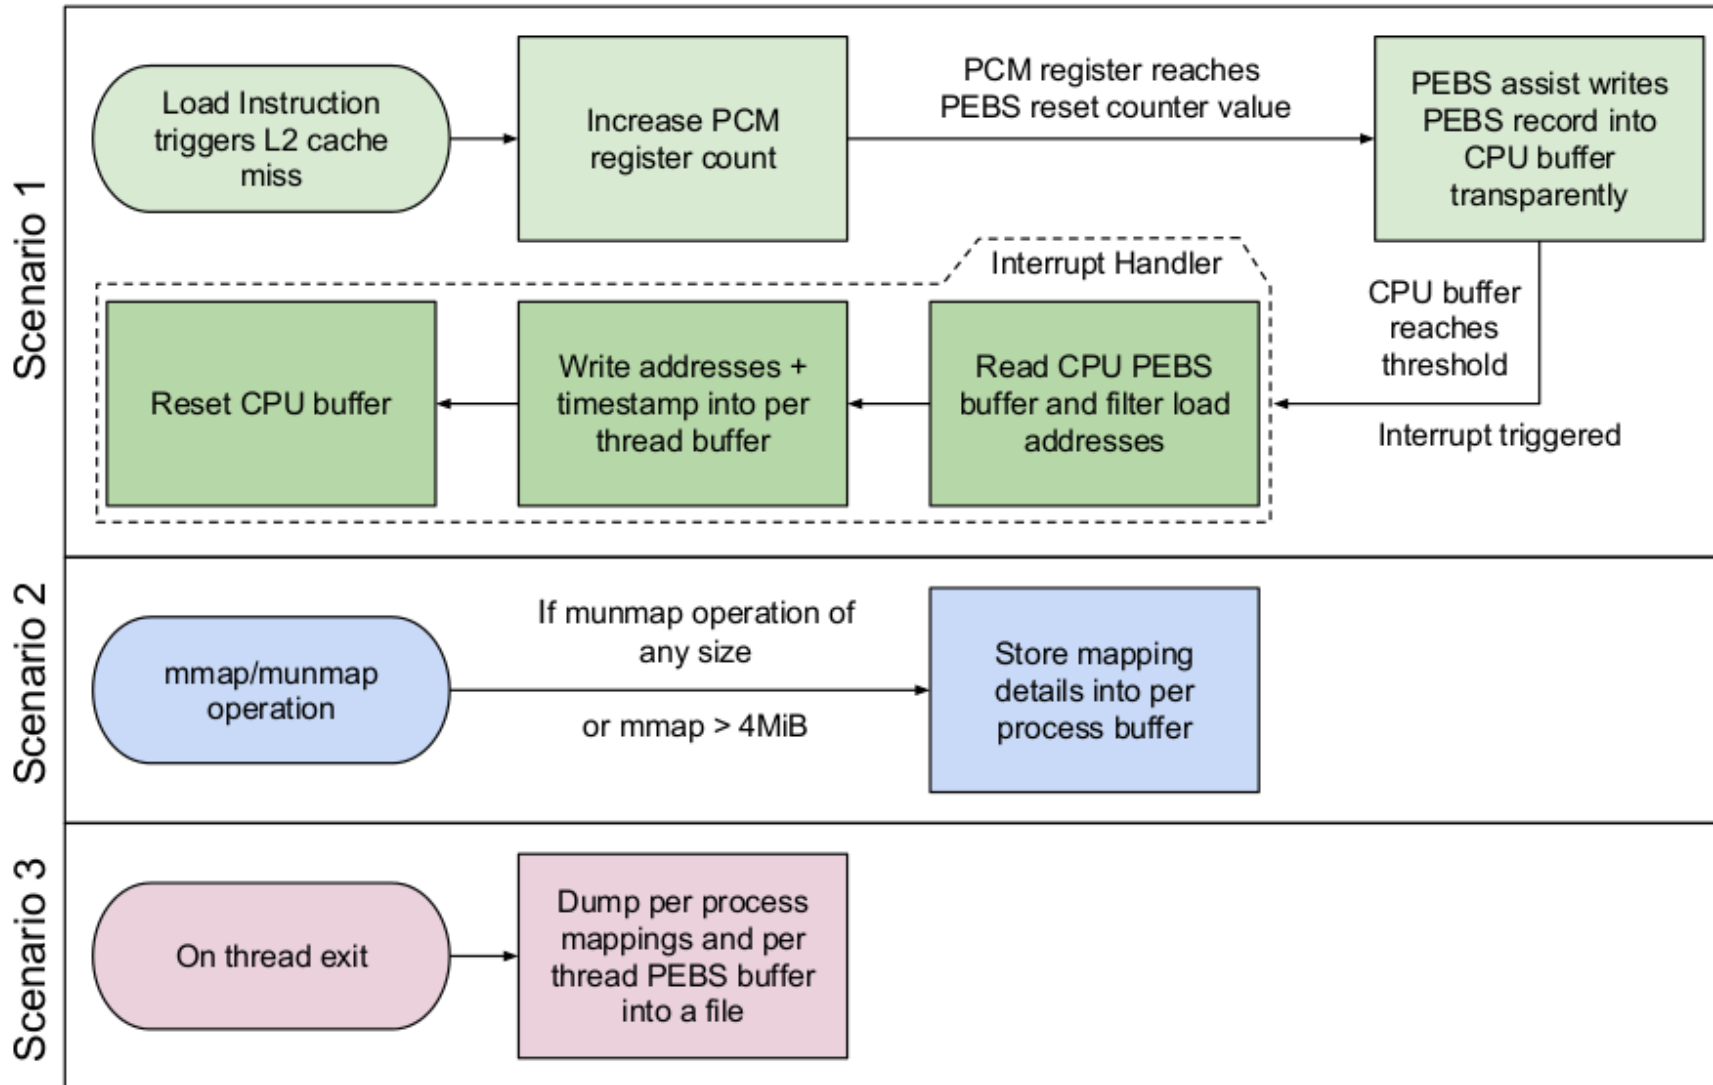 Scenario 1
Load Instruction
triggers L2 cache
miss
Increase PCM
register count
PCM register reaches
PEBS reset counter value
PEBS assist writes
PEBS record into
CPU buffer
transparently
CPU buffer
reaches
threshold
Interrupt triggered
Interrupt Handler
Read CPU PEBS
buffer and filter load
addresses
Write addresses +
timestamp into per
thread buffer
Reset CPU buffer
Scenario 2
mmap/munmap
operation
If munmap operation of
any size
or mmap > 4MiB
Store mapping
details into per
process buffer
Scenario 3
On thread exit
Dump per process
mappings and per
thread PEBS buffer
into a file